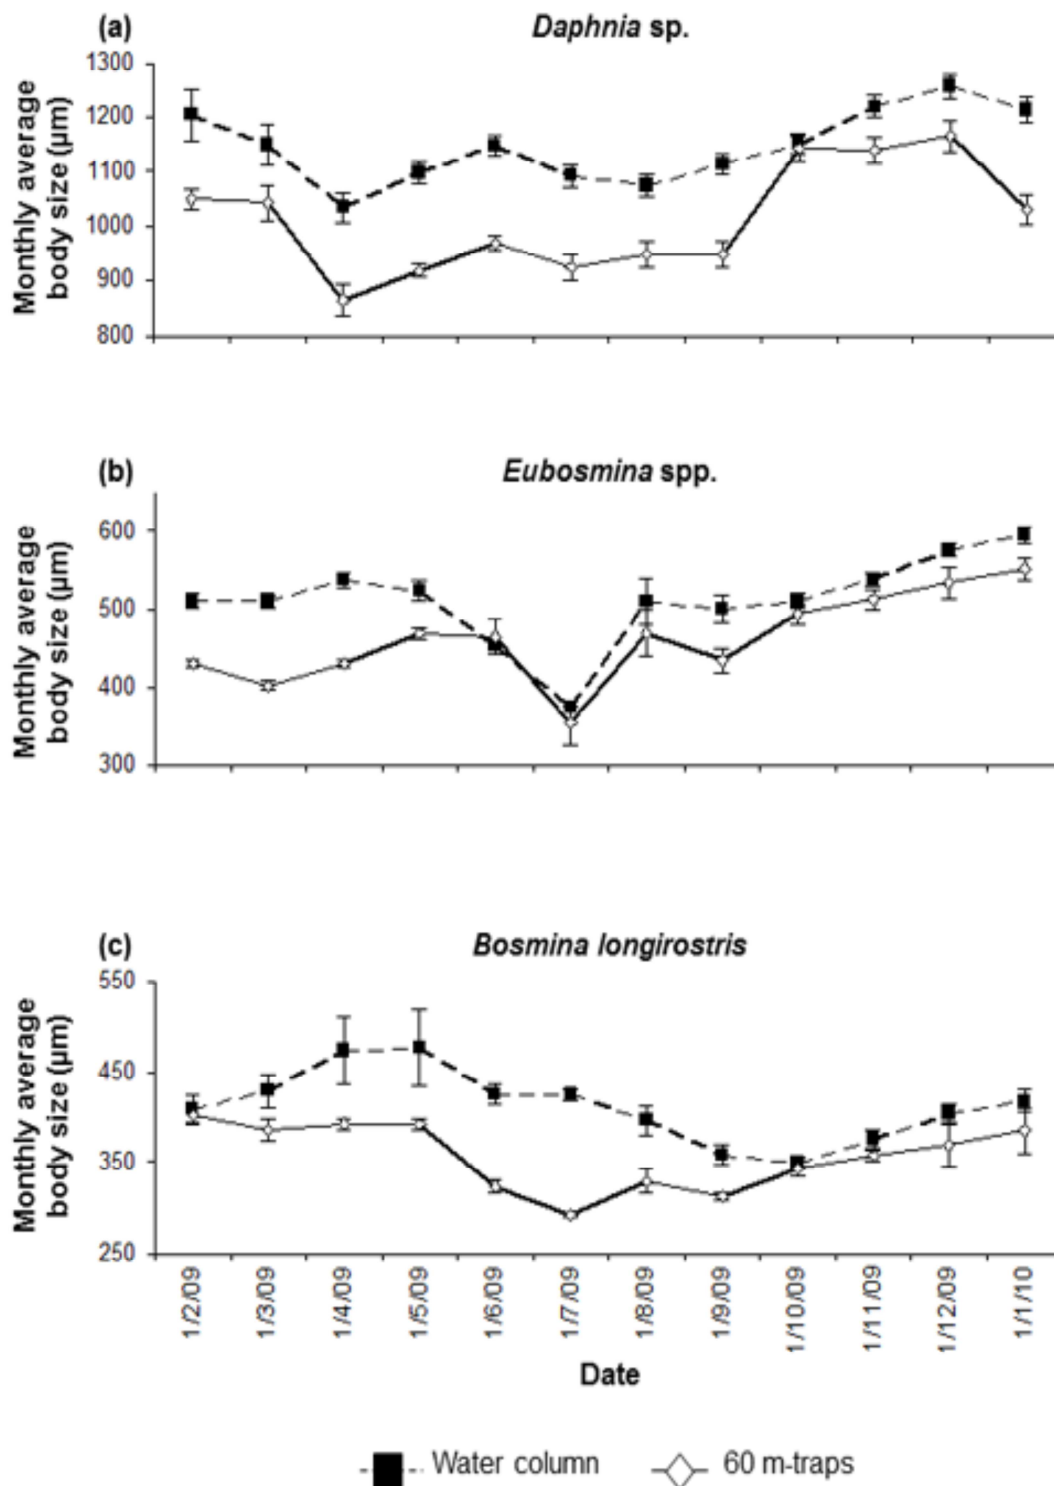 (a)
Daphnia sp.
Monthly average
body size (µm)
1300
1200
1100
1000
900
800
(b)
Eubosmina spp.
Monthly average
body size (µm)
600
500
400
300
(c)
Bosmina longirostris
Monthly average
body size (µm)
550
450
350
250
1/2/09
1/3/09
1/4/09
1/5/09
1/6/09
1/7/09
1/8/09
1/9/09
1/10/09
1/11/09
1/12/09
1/1/10
Date
Water column
60 m-traps